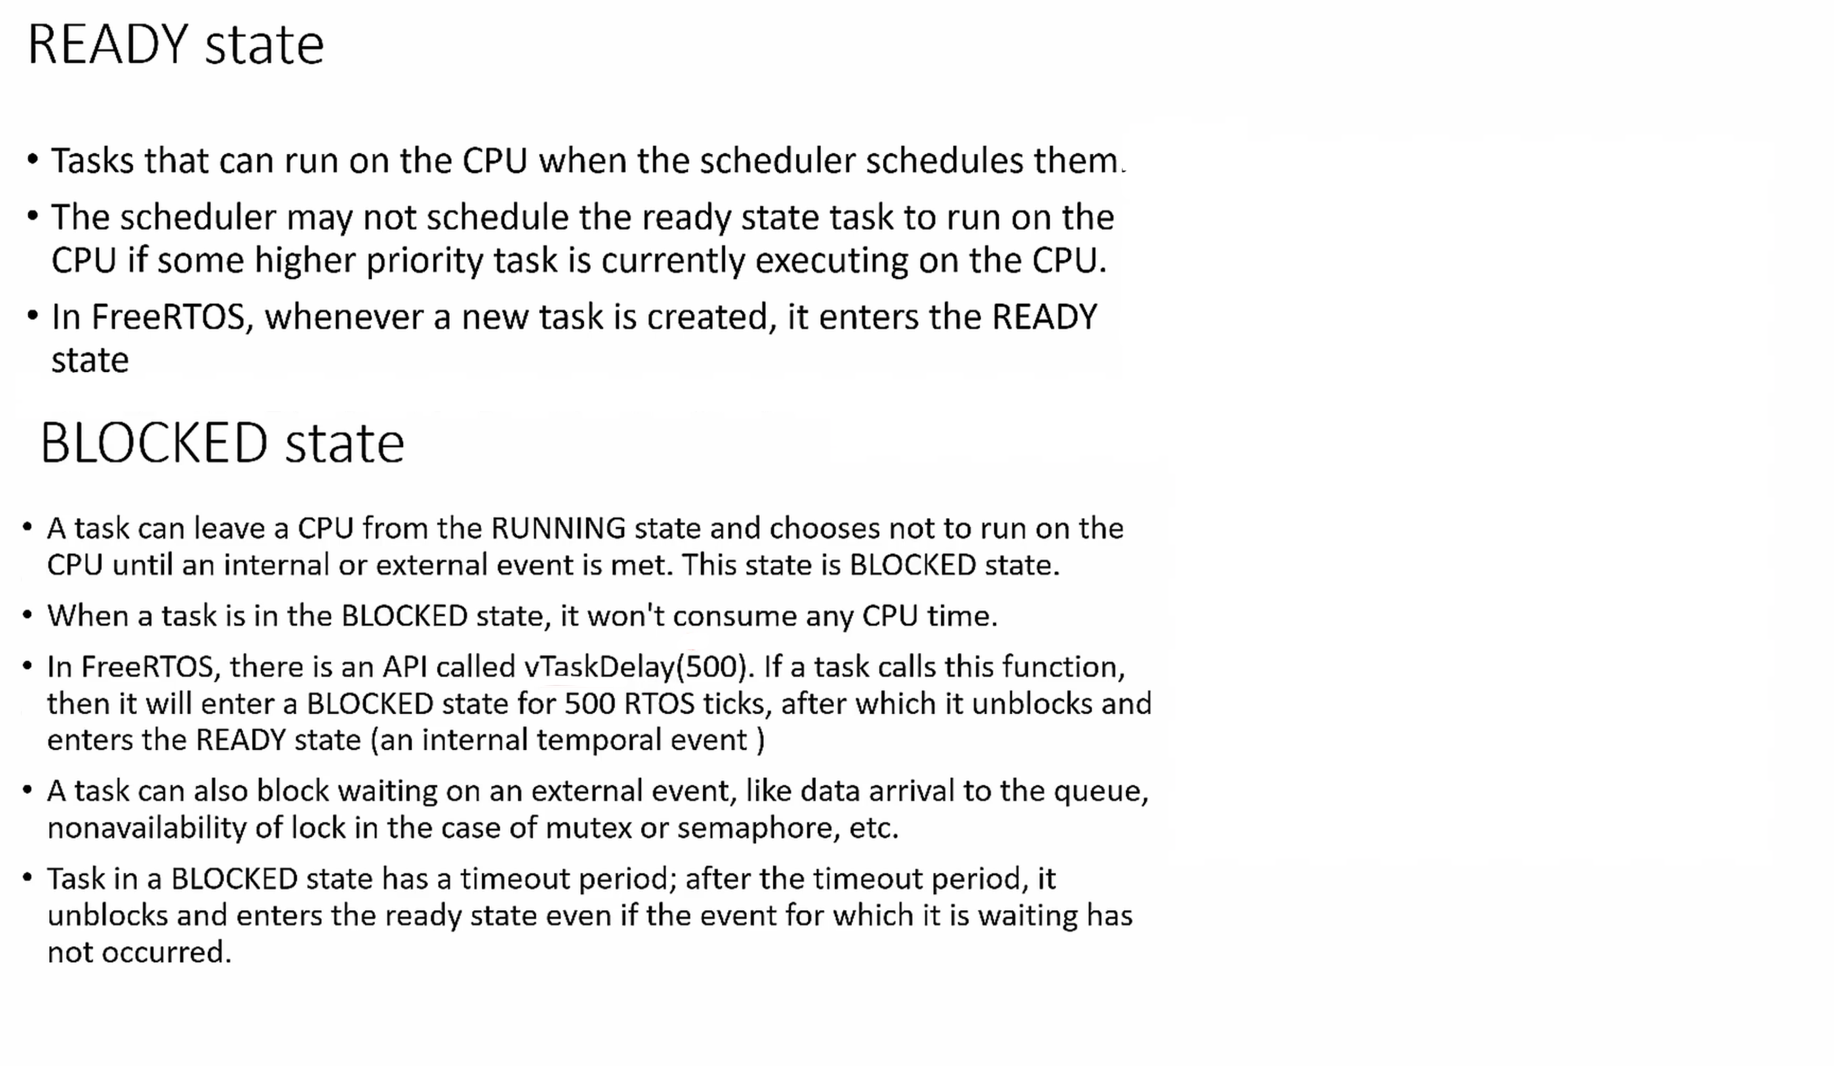 READY state
• Tasks that can run on the CPU when the scheduler schedules them.
• The scheduler may not schedule the ready state task to run on the
CPU if some higher priority task is currently executing on the CPU.
• In FreeRTOS, whenever a new task is created, it enters the READY
state
BLOCKED state
• A task can leave a CPU from the RUNNING state and chooses not to run on the
CPU until an internal or external event is met. This state is BLOCKED state.
• When a task is in the BLOCKED state, it won't consume any CPU time.
• In FreeRTOS, there is an API called vTaskDelay(500). If a task calls this function,
then it will enter a BLOCKED state for 500 RTOS ticks, after which it unblocks and
enters the READY state (an internal temporal event )
• A task can also block waiting on an external event, like data arrival to the queue,
nonavailability of lock in the case of mutex or semaphore, etc.
• Task in a BLOCKED state has a timeout period; after the timeout period, it
unblocks and enters the ready state even if the event for which it is waiting has
not occurred.